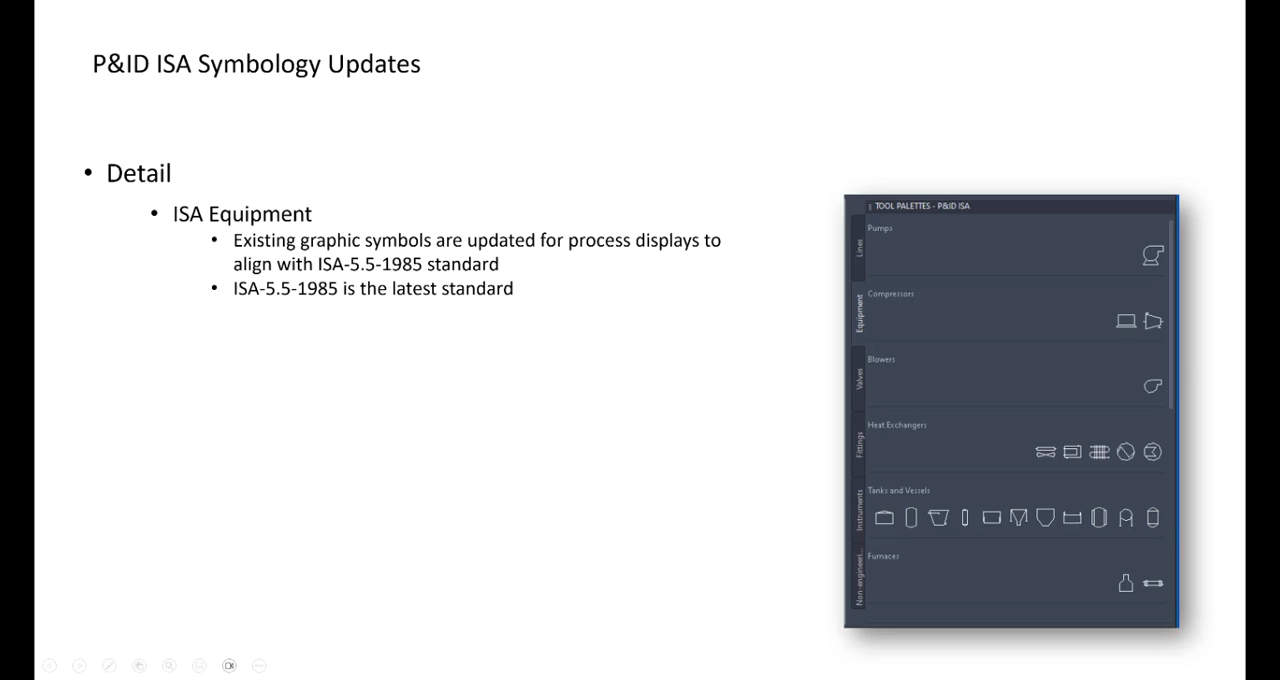 P&ID ISA Symbology Updates
• Detail
• ISA Equipment
• Existing graphic symbols are updated for process displays to
align with ISA-5.5-1985 standard
• ISA-5.5-1985 is the latest standard
TOOL PALETTES - P&ID ISA
Lines
Equipment
Valves
Fittings
Instruments
Non-engineeri...
Pumps
Compressors
Blowers
Heat Exchangers
Tanks and Vessels
Furnaces